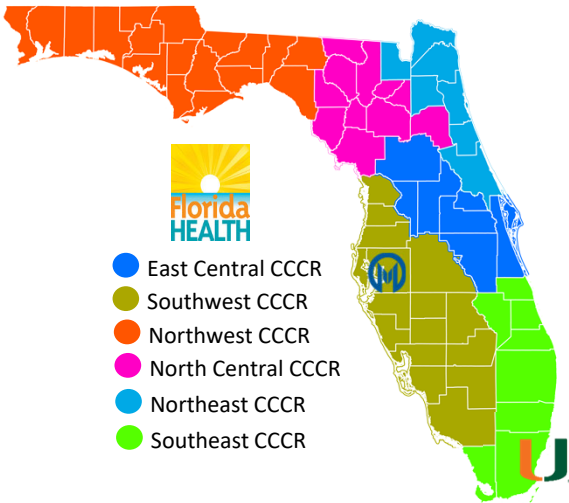 Florida
HEALTH
East Central CCCR
Southwest CCCR
Northwest CCCR
North Central CCCR
Northeast CCCR
Southeast CCCR